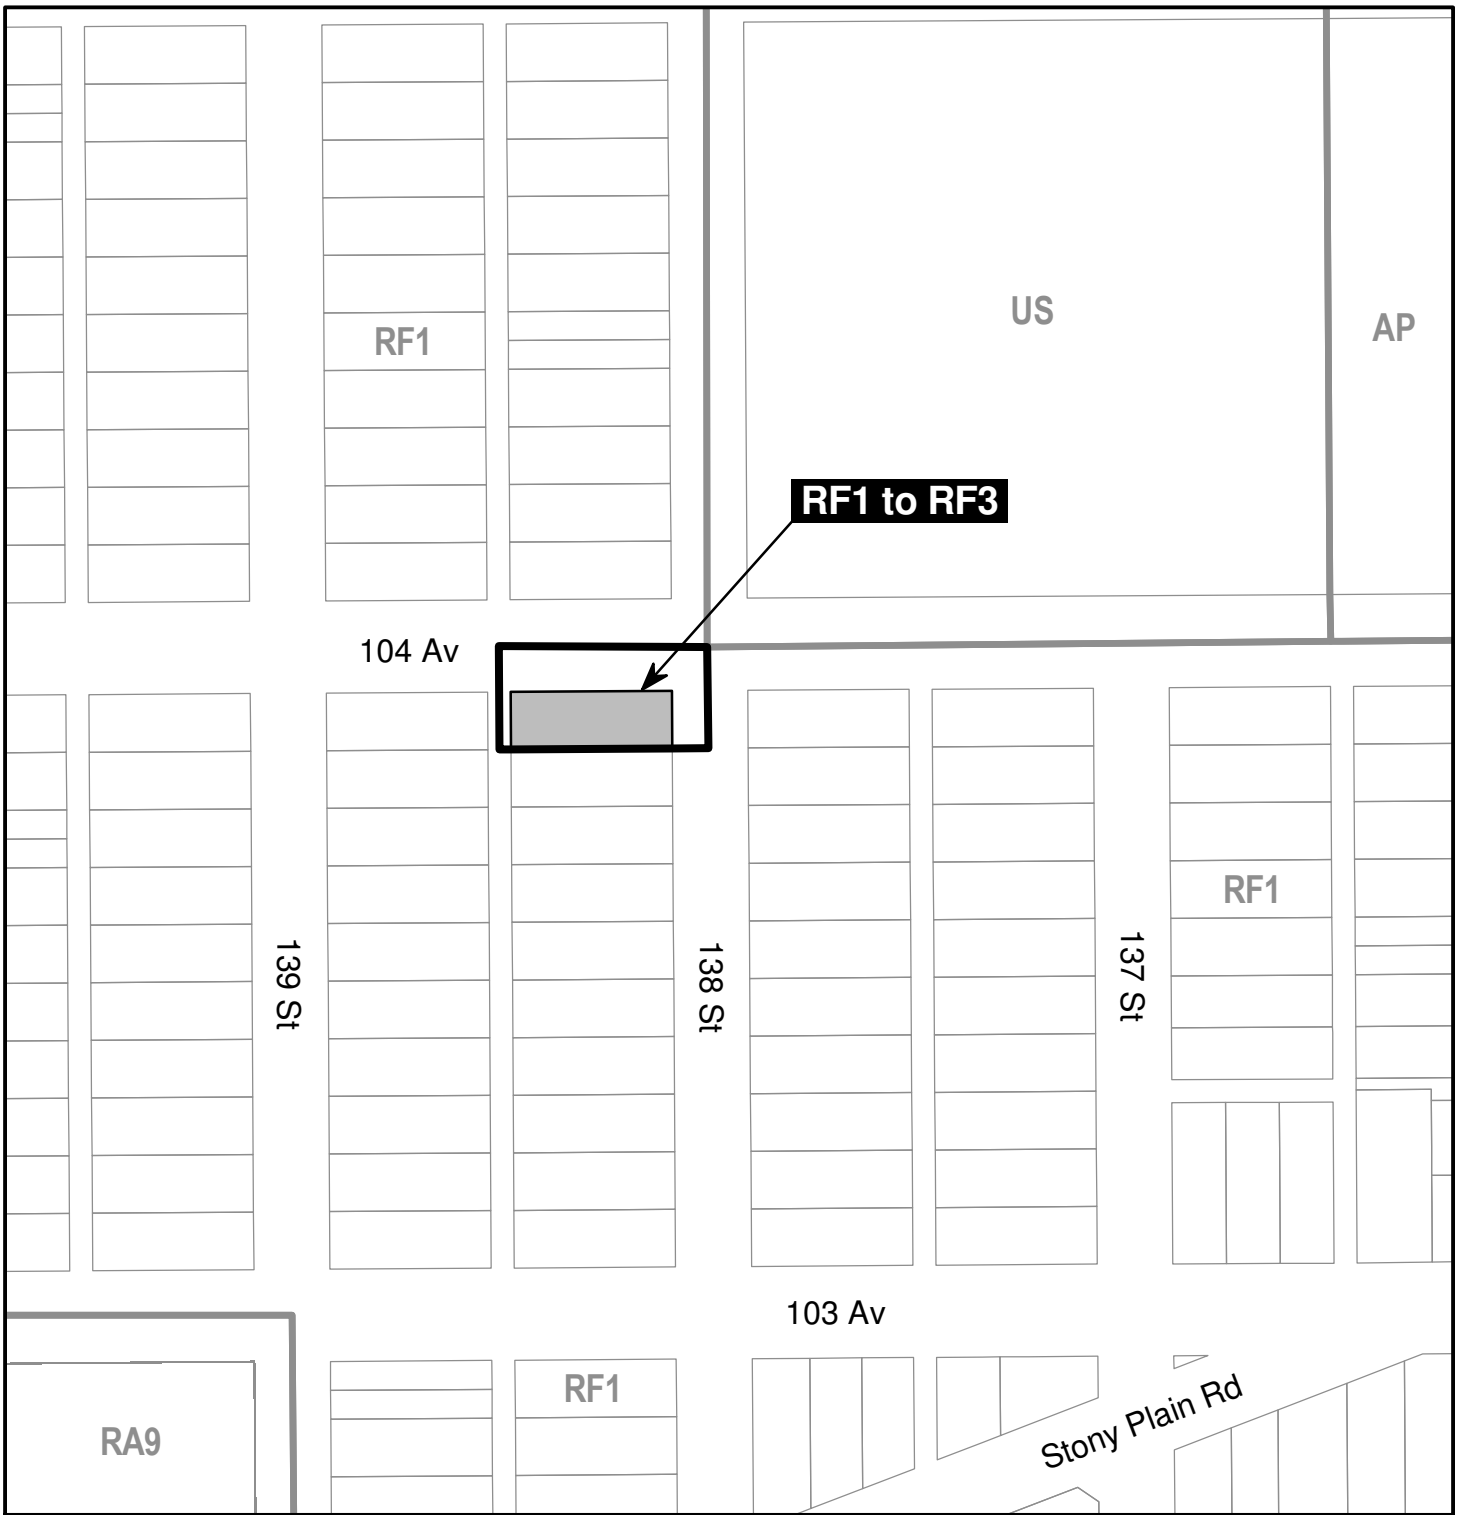 US
AP
RF1
RF1 to RF3
104 Av
RF1
139 St
138 St
137 St
103 Av
RF1
Stony Plain Rd
RA9